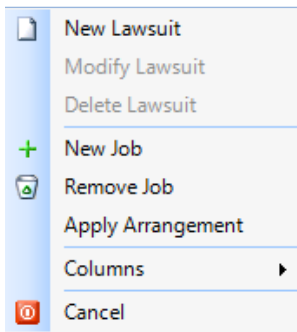 New Lawsuit
Modify Lawsuit
Delete Lawsuit
New Job
Remove Job
Apply Arrangement
Columns
Cancel